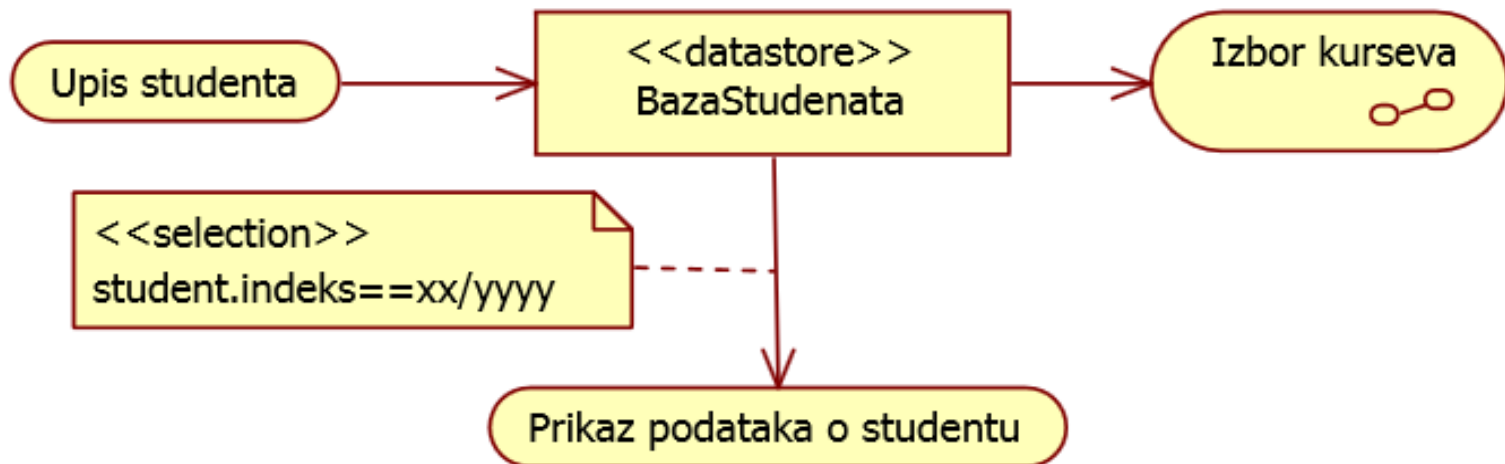 Upis studenta
<<datastore>>
BazaStudenata
Izbor kurseva
<<selection>>
student.indeks==xx/yyyy
Prikaz podataka o studentu